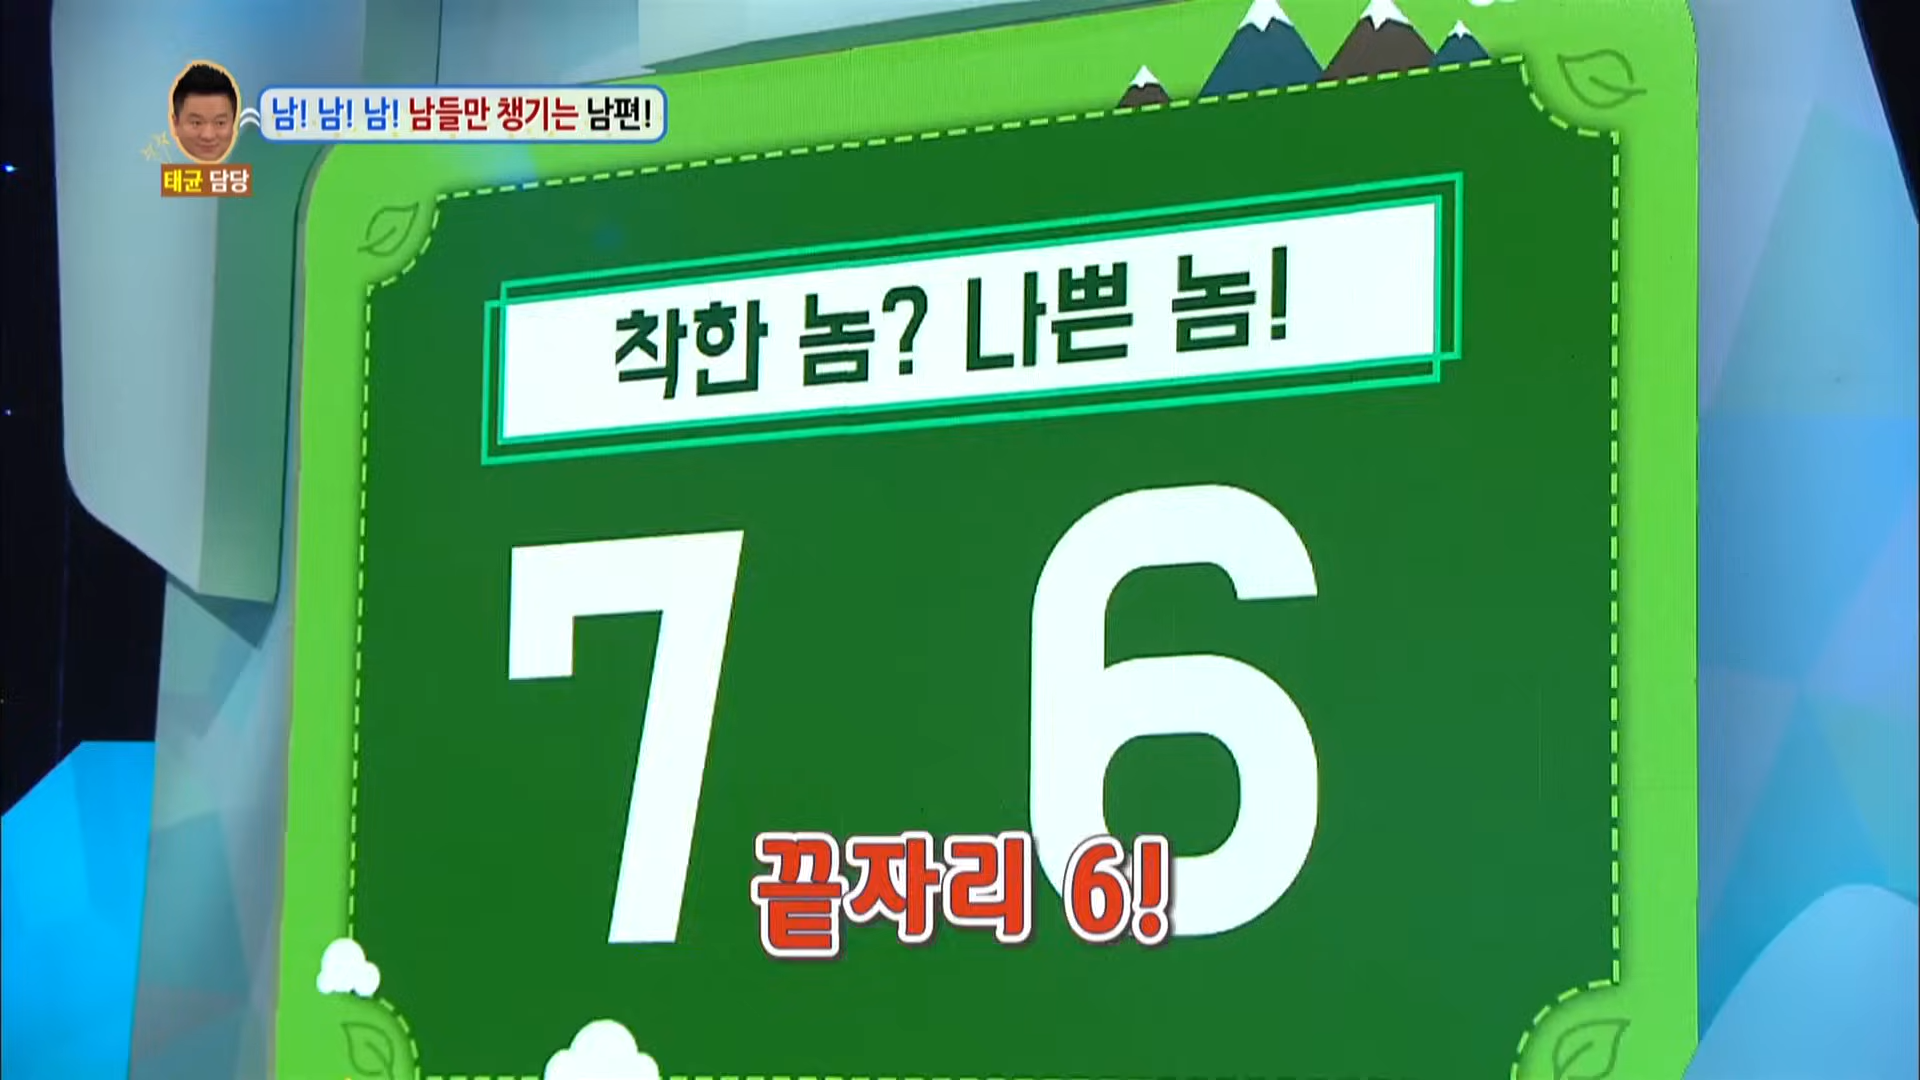 남! 남! 남! 남들만 챙기는 남편!
태균 담당
착한 놈? 나쁜 놈!
7 6
끝자리 6!